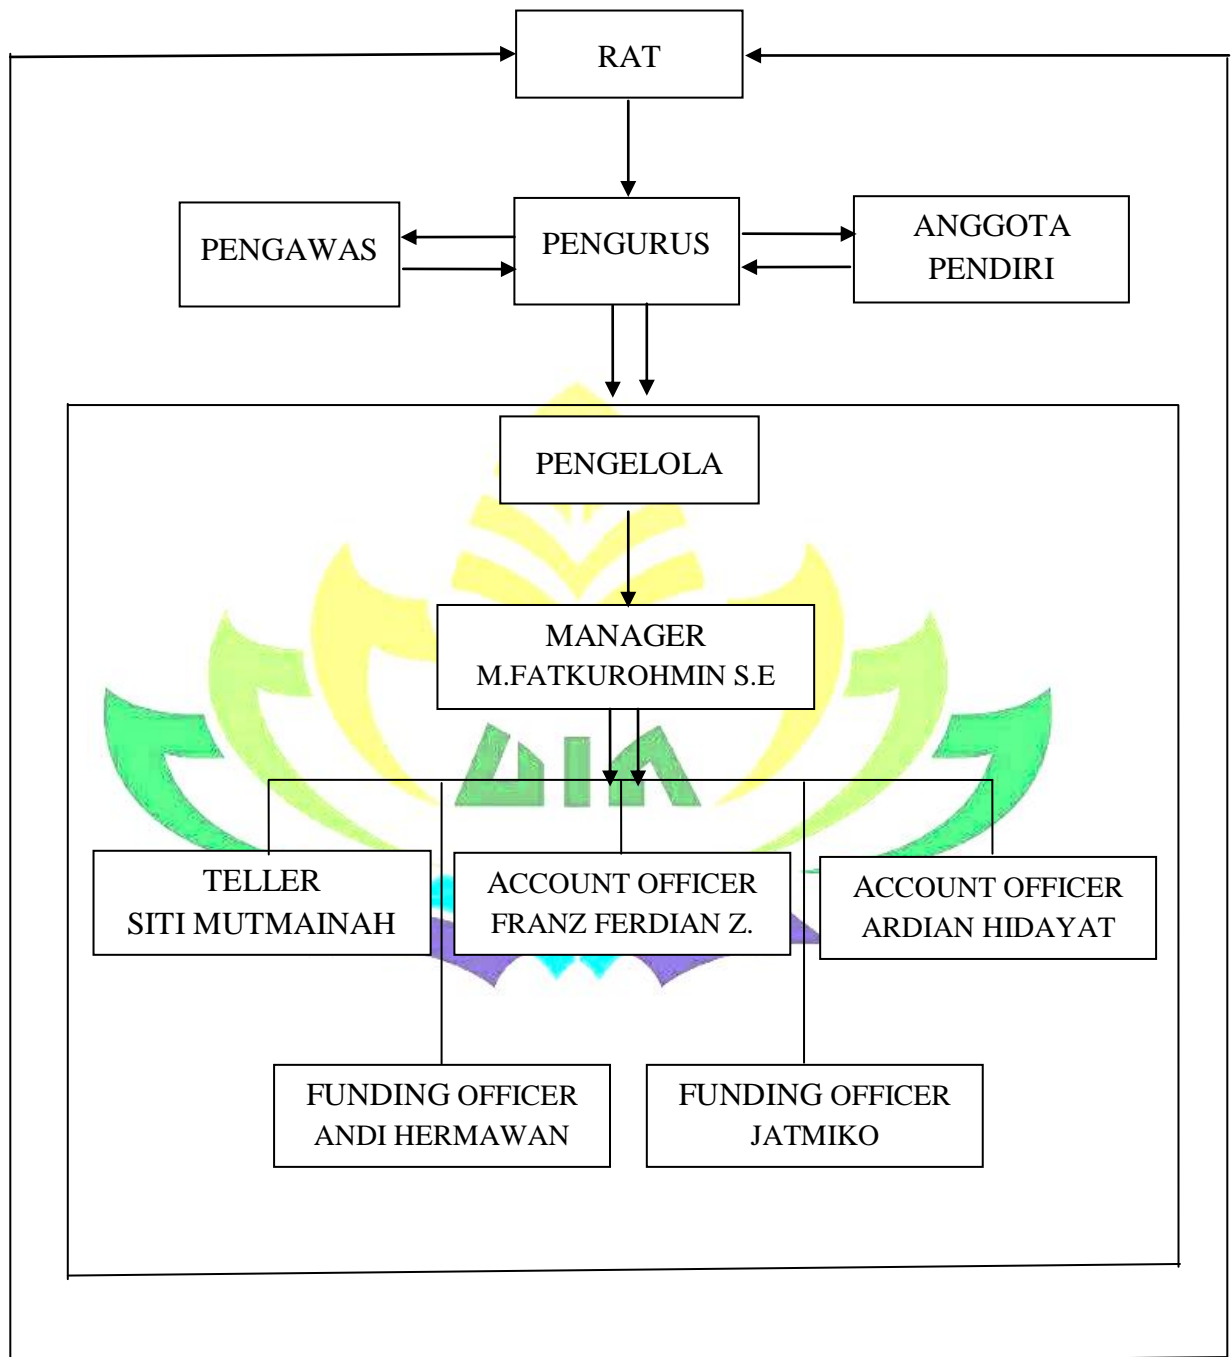 RAT
PENGAWAS
PENGURUS
ANGGOTA
PENDIRI
PENGELOLA
MANAGER
M.FATKUROHMIN S.E
TELLER
SITI MUTMAINAH
ACCOUNT OFFICER
FRANZ FERDIAN Z.
ACCOUNT OFFICER
ARDIAN HIDAYAT
FUNDING OFFICER
ANDI HERMAWAN
FUNDING OFFICER
JATMIKO